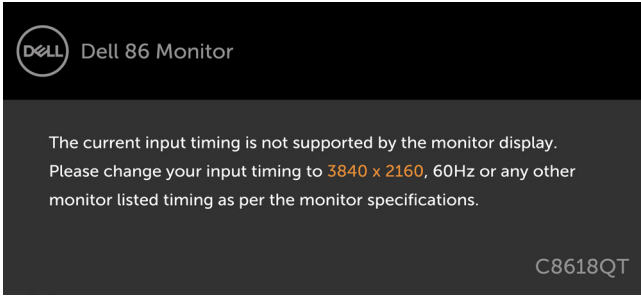 DELL
Dell 86 Monitor
The current input timing is not supported by the monitor display.
Please change your input timing to 3840 x 2160, 60Hz or any other
monitor listed timing as per the monitor specifications.
C8618QT